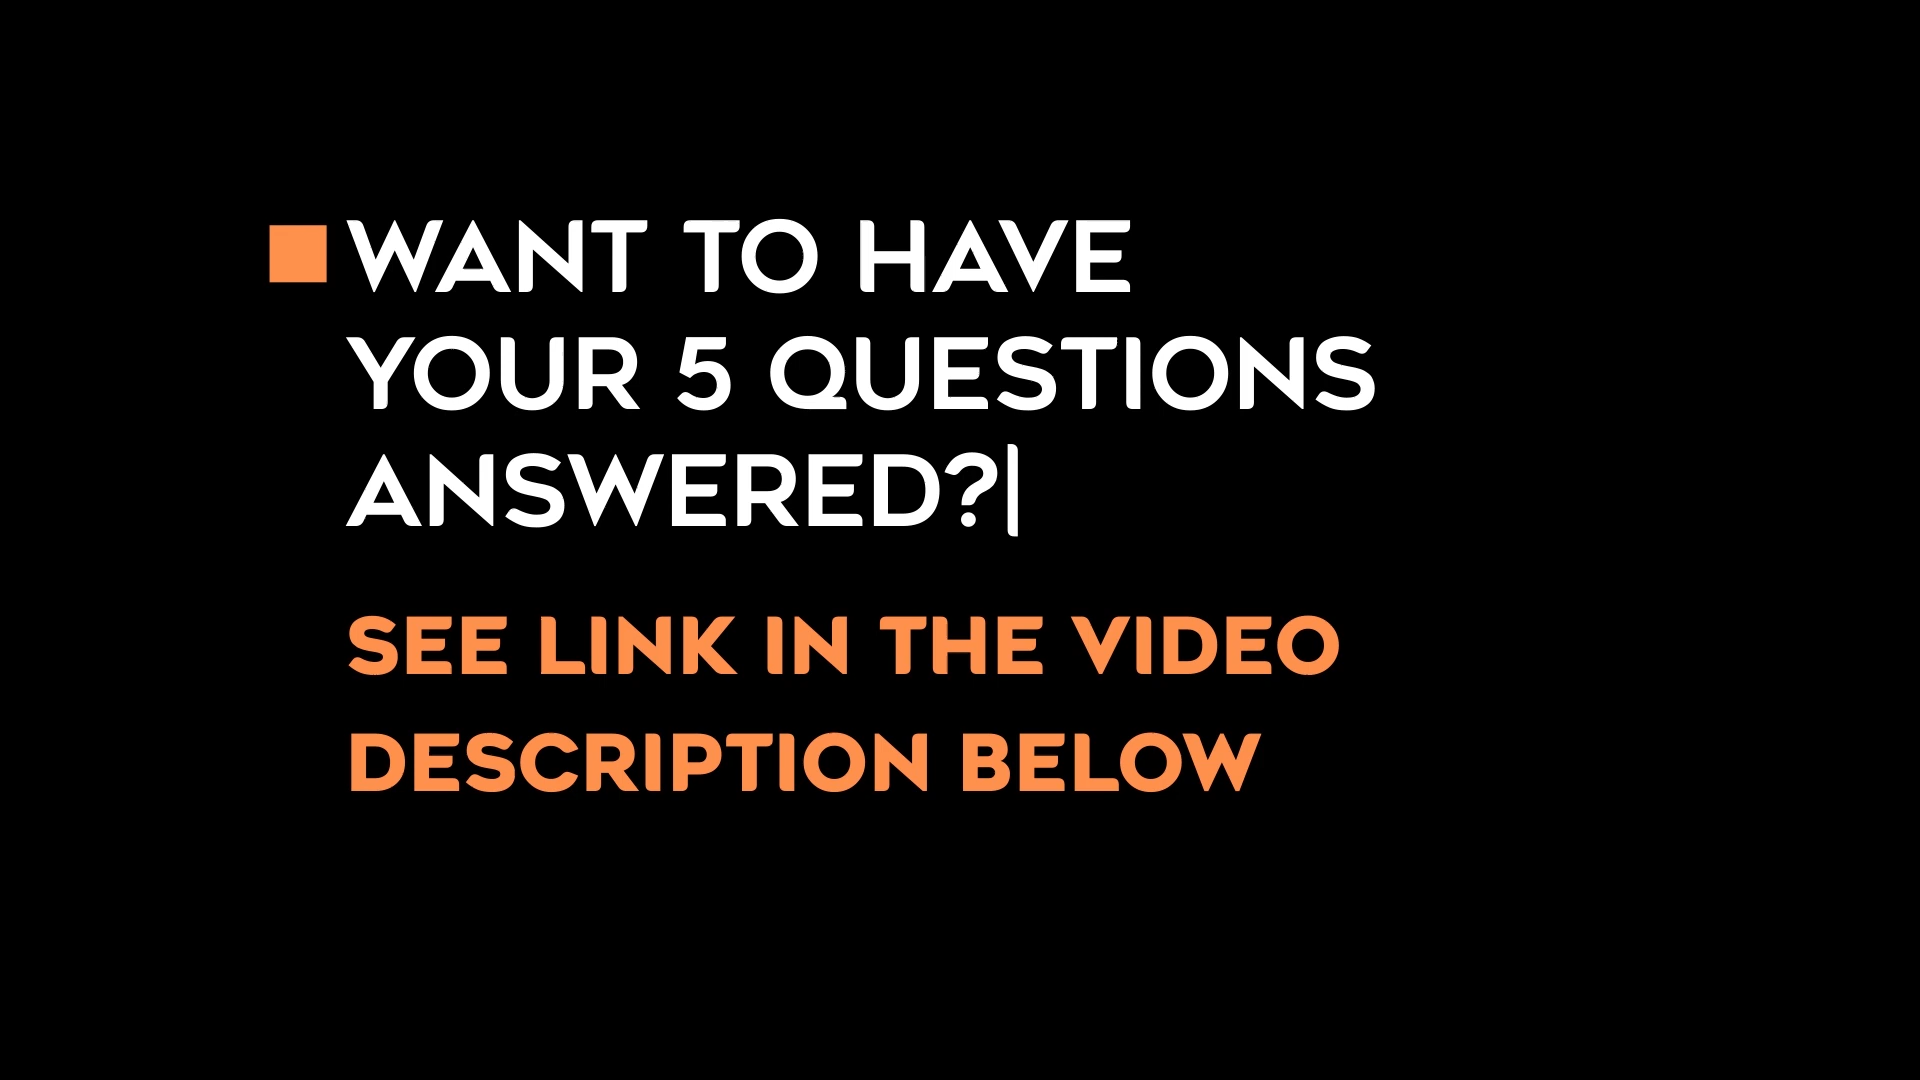 WANT TO HAVE
YOUR 5 QUESTIONS
ANSWERED?|
SEE LINK IN THE VIDEO
DESCRIPTION BELOW